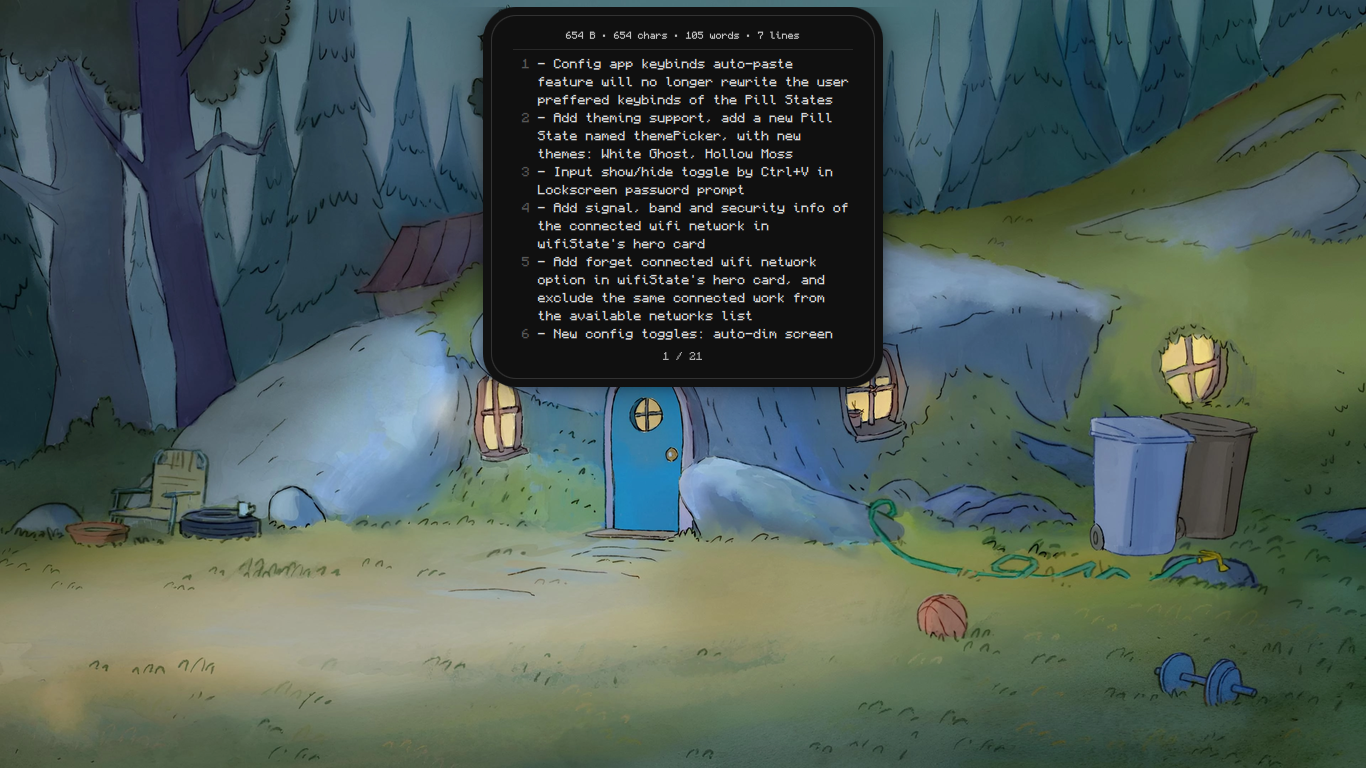 654 B • 654 chars • 105 words • 7 lines
1 - Config app keybinds auto-paste
feature will no longer rewrite the user
preffered keybinds of the Pill States
2 - Add theming support, add a new Pill
State named themePicker, with new
themes: White Ghost, Hollow Moss
3 - Input show/hide toggle by Ctrl+V in
Lockscreen password prompt
4 - Add signal, band and security info of
the connected wifi network in
wifiState's hero card
5 - Add forget connected wifi network
option in wifiState's hero card, and
exclude the same connected work from
the available networks list
6 - New config toggles: auto-dim screen
1 / 21